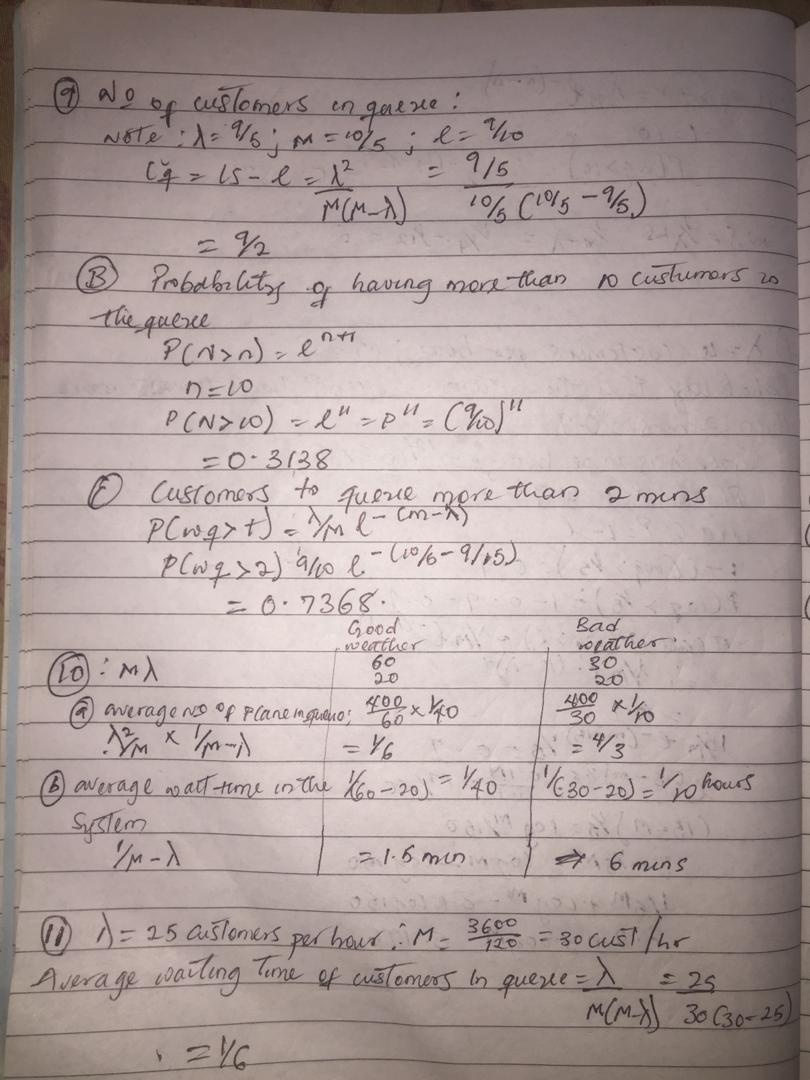 ⑨ No of customers in queue :
Note : λ = 9/5 ; M = 10/5 ; l = 9/10
Lq = LS - l = λ²/M(M-λ) = 9/5 / 10/5 (10/5 - 9/5)
= 9/2
Ⓑ Probability of having more than 10 custumors in
the queue
P(N>n) = l^n+1
n = 10
P(N>10) = l^11 = P^11 = (9/10)^11
= 0.3138
Ⓒ Customers to queue more than 2 mins
P(wq>t) = λ/M l^-(m-λ)
P(wq>2) 9/10 l^-(10/5 - 9/15)
= 0.7368.
Good weather Bad weather.
⑩ : M λ 60 20 30 20
ⓐ average no of plane in queue; 400/60 x 1/40 400/30 x 1/10
λ²/M x 1/M-λ = 1/6 = 4/3
ⓑ average wait time in the 1/(60-20) = 1/40 1/(30-20) = 1/10 hours
System
1/M-λ = 1.5 min ⇒ 6 mins
⑪ λ = 25 customers per hour ∴ M = 3600/120 = 30 cust/hr
Average waiting Time of customers in queue = λ/M(M-λ) = 25/30(30-25)
= 1/6